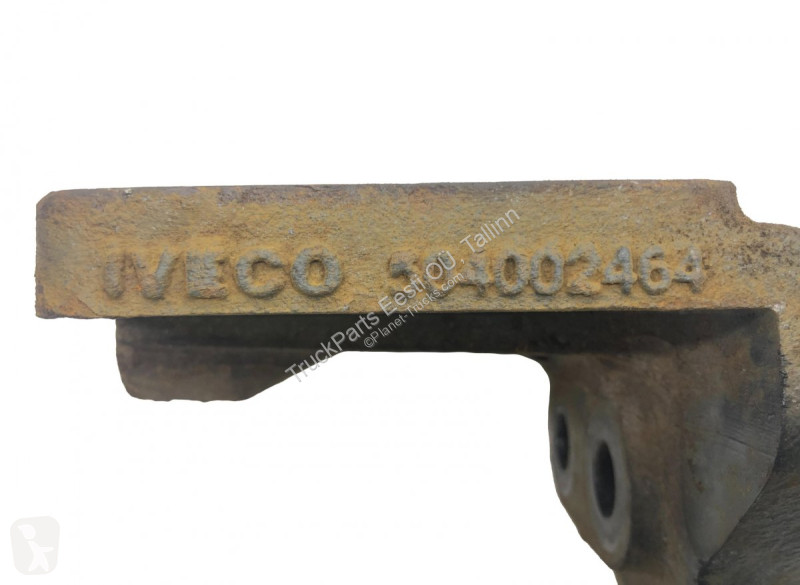 IVECO 504002464
TruckParts Eesti OÜ, Tallinn
©Planet-Trucks.com